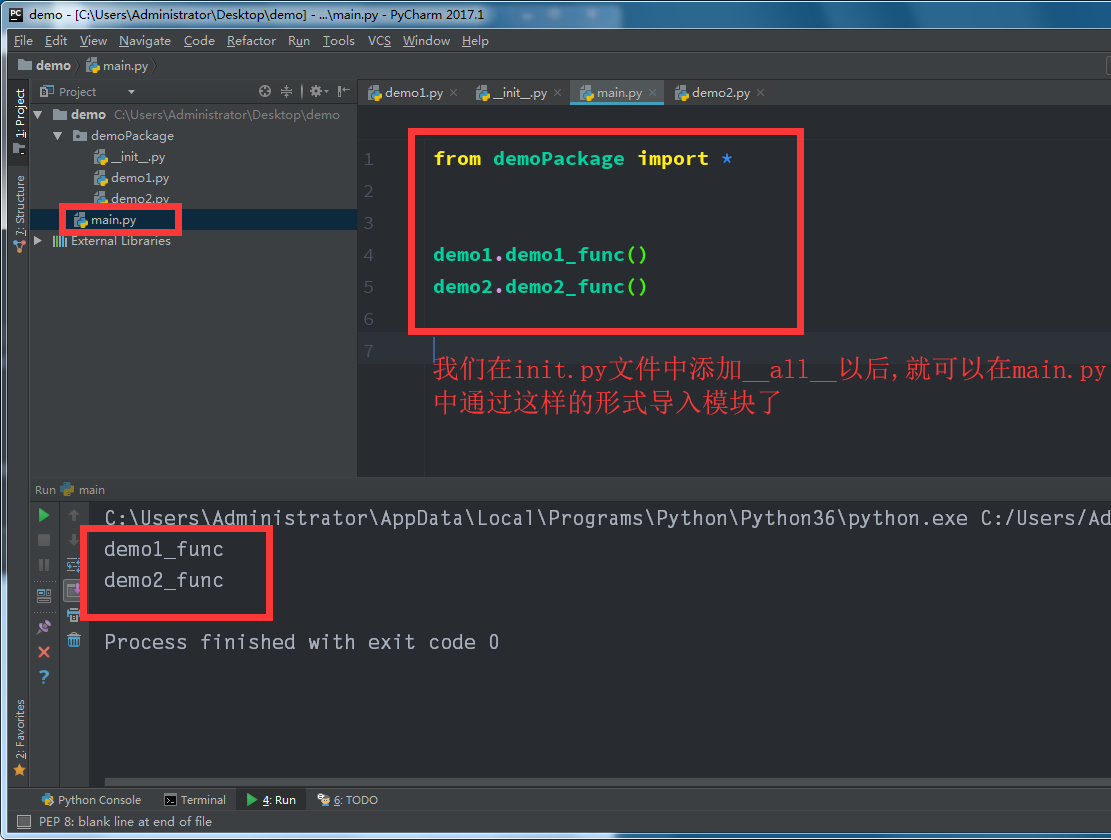 demo - [C:\Users\Administrator\Desktop\demo] - ...\main.py - PyCharm 2017.1
File Edit View Navigate Code Refactor Run Tools VCS Window Help
demo main.py
Project
demo1.py __init__.py main.py demo2.py
1: Project
7: Structure
2: Favorites
demo C:\Users\Administrator\Desktop\demo
demoPackage
__init__.py
demo1.py
demo2.py
main.py
External Libraries
1 from demoPackage import *
2
3
4 demo1.demo1_func()
5 demo2.demo2_func()
6
7
我们在init.py文件中添加__all__以后,就可以在main.py
中通过这样的形式导入模块了
Run main
C:\Users\Administrator\AppData\Local\Programs\Python\Python36\python.exe C:/Users/Ad
demo1_func
demo2_func
Process finished with exit code 0
Python Console Terminal 4: Run 6: TODO
PEP 8: blank line at end of file